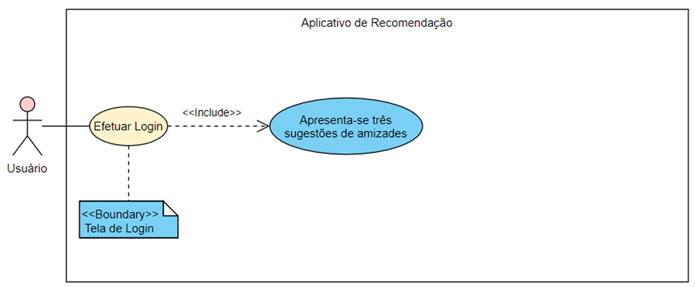 Aplicativo de Recomendação
<<Include>>
Efetuar Login
Apresenta-se três
sugestões de amizades
Usuário
<<Boundary>>
Tela de Login